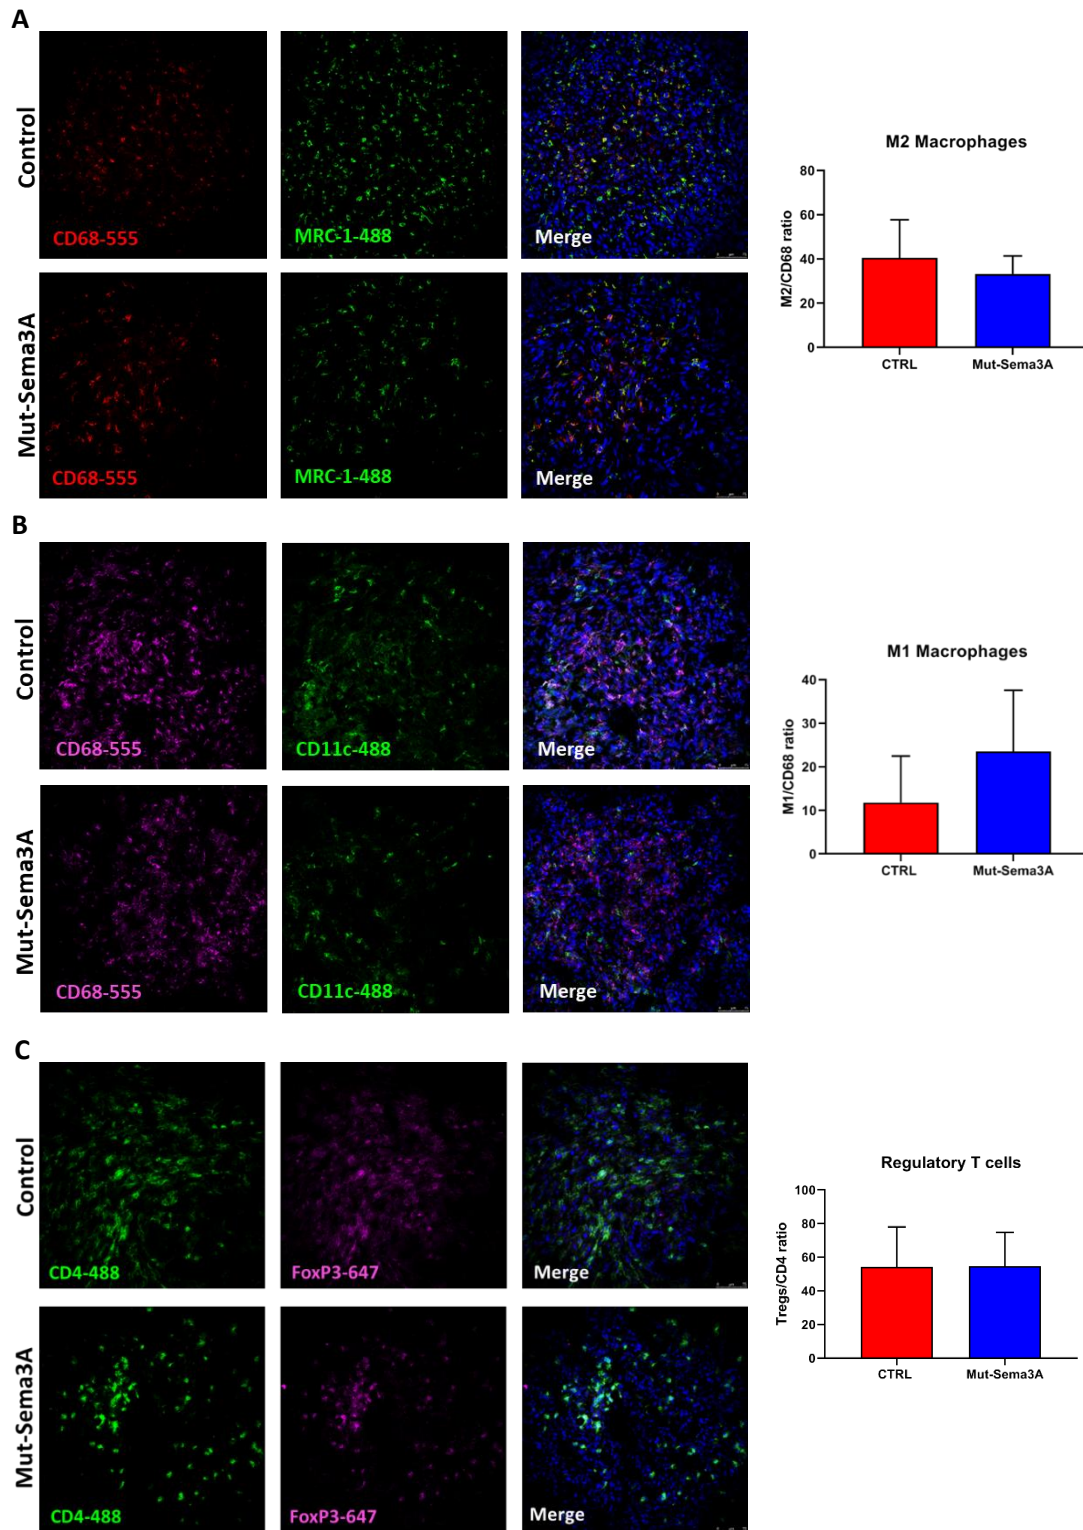 A
Control
CD68-555
MRC-1-488
Merge
M2 Macrophages
M2/CD68 ratio
80
60
40
20
0
CTRL
Mut-Sema3A
Mut-Sema3A
CD68-555
MRC-1-488
Merge
B
Control
CD68-555
CD11c-488
Merge
M1 Macrophages
M1/CD68 ratio
40
30
20
10
0
CTRL
Mut-Sema3A
Mut-Sema3A
CD68-555
CD11c-488
Merge
C
Control
CD4-488
FoxP3-647
Merge
Regulatory T cells
Tregs/CD4 ratio
100
80
60
40
20
0
CTRL
Mut-Sema3A
Mut-Sema3A
CD4-488
FoxP3-647
Merge